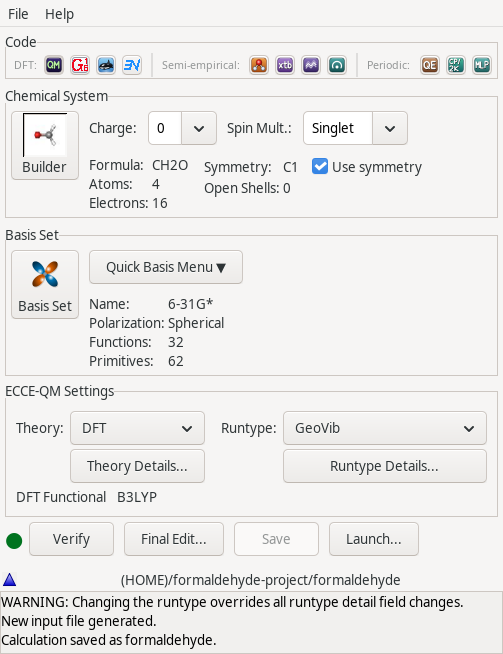 File Help
Code
DFT: QM Semi-empirical: xtb Periodic: QE CP/2K MLP
Chemical System
Builder
Charge: 0 Spin Mult.: Singlet
Formula: CH2O Symmetry: C1 Use symmetry
Atoms: 4 Open Shells: 0
Electrons: 16
Basis Set
Basis Set
Quick Basis Menu ▼
Name: 6-31G*
Polarization: Spherical
Functions: 32
Primitives: 62
ECCE-QM Settings
Theory: DFT Runtype: GeoVib
Theory Details... Runtype Details...
DFT Functional B3LYP
Verify Final Edit... Save Launch...
(HOME)/formaldehyde-project/formaldehyde
WARNING: Changing the runtype overrides all runtype detail field changes.
New input file generated.
Calculation saved as formaldehyde.